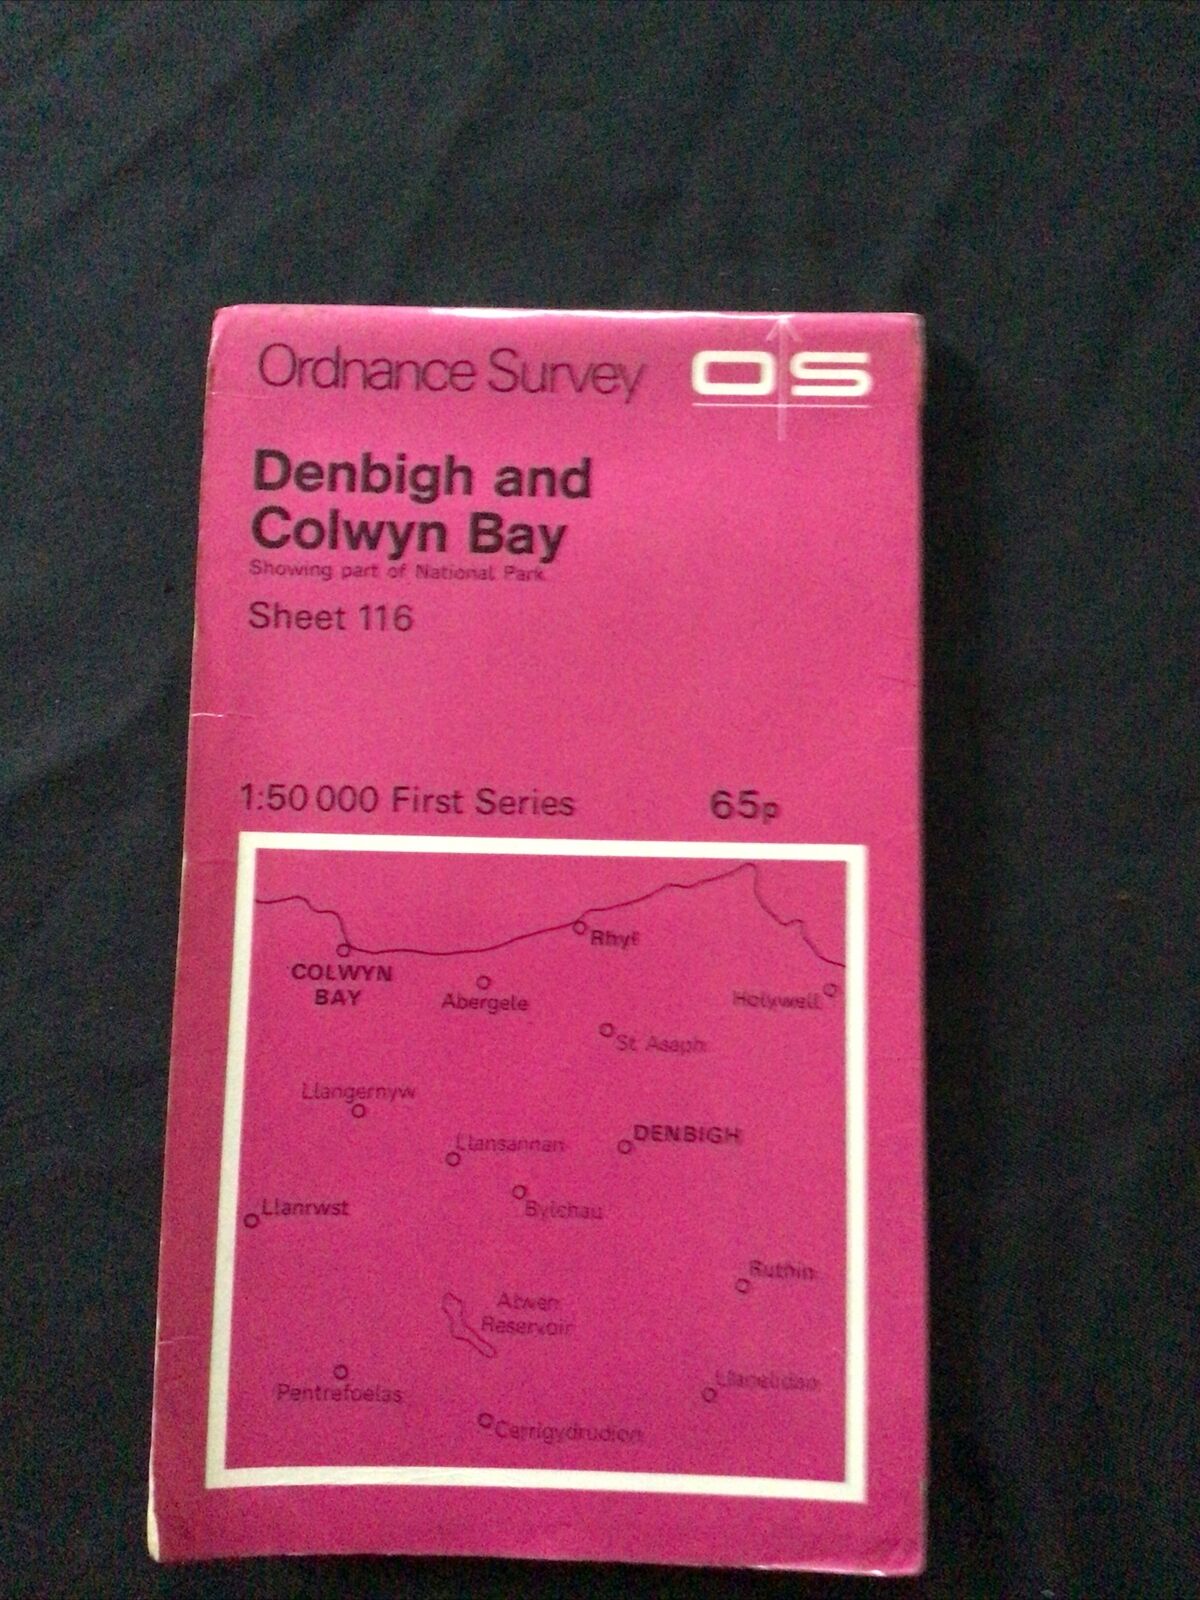 Ordnance Survey OS
Denbigh and
Colwyn Bay
Showing part of National Park
Sheet 116
1:50 000 First Series 65p
Rhyl
COLWYN
BAY
Abergele
Holywell
St Asaph
Llangernyw
DENBIGH
Llansannan
Llanrwst
Bylchau
Ruthin
Alwen
Reservoir
Llanelidan
Pentrefoelas
Cerrigydrudion